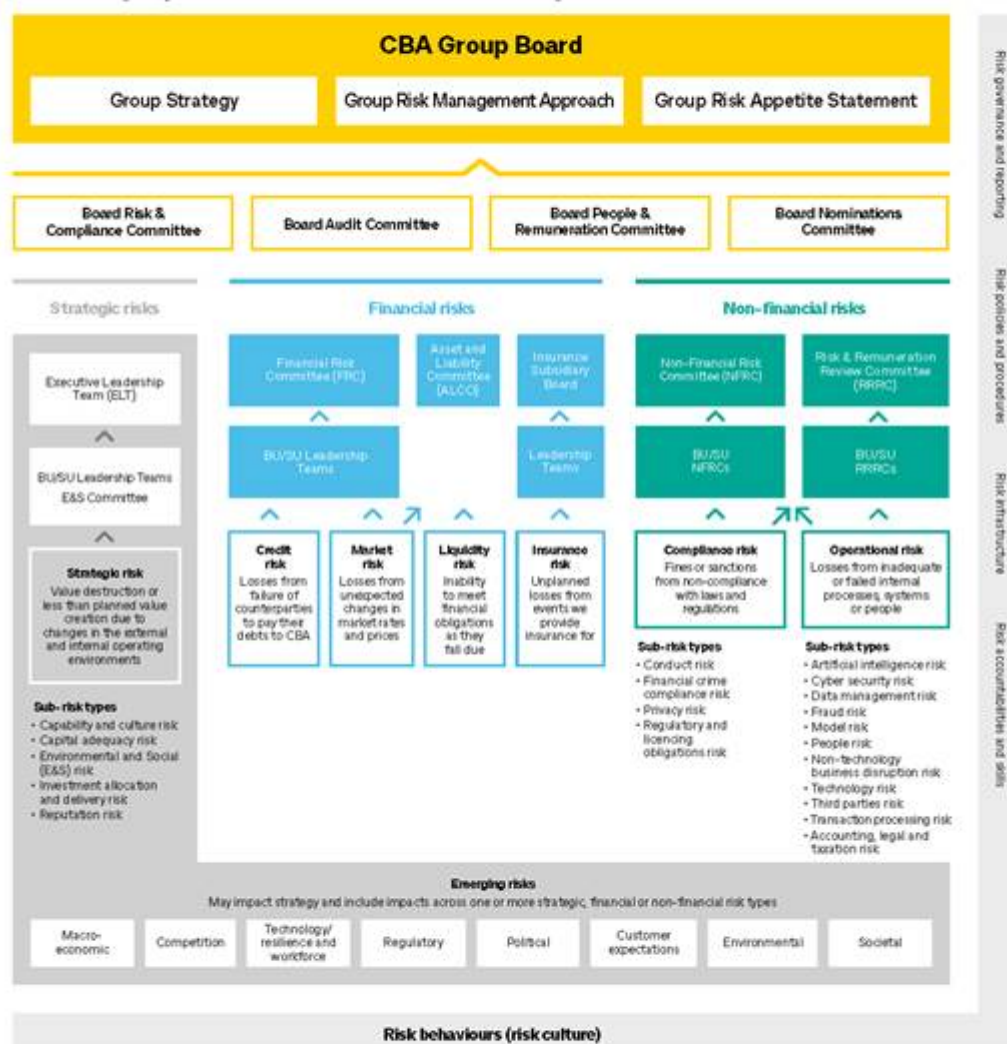 CBA Group Board
Group Strategy
Group Risk Management Approach
Group Risk Appetite Statement
Board Risk &
Compliance Committee
Board Audit Committee
Board People &
Remuneration Committee
Board Nominations
Committee
Strategic risks
Executive Leadership
Team (ELT)
BU/SU Leadership Teams
E&S Committee
Strategic risk
Value destruction or
less than planned value
creation due to
changes in the external
and internal operating
environments
Sub-risk types
• Capability and culture risk
• Capital adequacy risk
• Environmental and Social
(E&S) risk
• Investment allocation
and delivery risk
• Reputation risk
Financial risks
Financial Risk
Committee (FRC)
Asset and
Liability
Committee
(ALCO)
Insurance
Subsidiary
Board
BU/SU Leadership
Teams
Leadership
Teams
Credit
risk
Losses from
failure of
counterparties
to pay their
debts to CBA
Market
risk
Losses from
unexpected
changes in
market rates
and prices
Liquidity
risk
Inability
to meet
financial
obligations
as they
fall due
Insurance
risk
Unplanned
losses from
events we
provide
insurance for
Non-financial risks
Non-Financial Risk
Committee (NFRC)
Risk & Remuneration
Review Committee
(RRRC)
BU/SU
NFRCs
BU/SU
RRRCs
Compliance risk
Fines or sanctions
from non-compliance
with laws and
regulations
Sub-risk types
• Conduct risk
• Financial crime
compliance risk
• Privacy risk
• Regulatory and
licencing
obligations risk
Operational risk
Losses from inadequate
or failed internal
processes, systems
or people
Sub-risk types
• Artificial intelligence risk
• Cyber security risk
• Data management risk
• Fraud risk
• Model risk
• People risk
• Non-technology
business disruption risk
• Technology risk
• Third parties risk
• Transaction processing risk
• Accounting, legal and
taxation risk
Emerging risks
May impact strategy and include impacts across one or more strategic, financial or non-financial risk types
Macro-
economic
Competition
Technology/
resilience and
workforce
Regulatory
Political
Customer
expectations
Environmental
Societal
Risk behaviours (risk culture)
Risk governance and reporting
Risk policies and procedures
Risk infrastructure
Risk accountabilities and skills